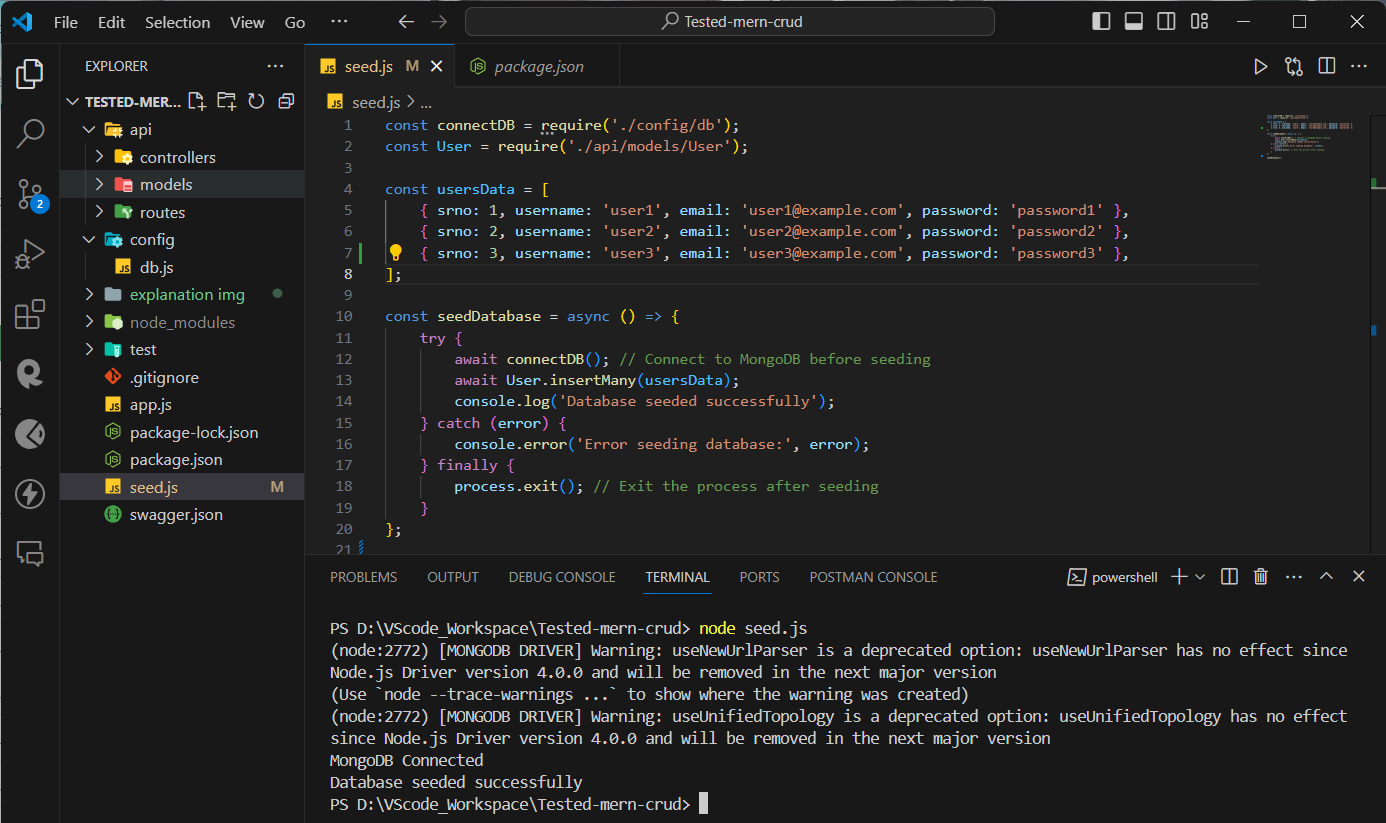 File Edit Selection View Go ··· Tested-mern-crud
EXPLORER ···
TESTED-MER...
api
controllers
models
routes
config
JS db.js
explanation img
node_modules
test
.gitignore
JS app.js
package-lock.json
package.json
JS seed.js M
swagger.json
2
JS seed.js M package.json
JS seed.js > ...
1 const connectDB = require('./config/db');
2 const User = require('./api/models/User');
3
4 const usersData = [
5 { srno: 1, username: 'user1', email: 'user1@example.com', password: 'password1' },
6 { srno: 2, username: 'user2', email: 'user2@example.com', password: 'password2' },
7 { srno: 3, username: 'user3', email: 'user3@example.com', password: 'password3' },
8 ];
9
10 const seedDatabase = async () => {
11 try {
12 await connectDB(); // Connect to MongoDB before seeding
13 await User.insertMany(usersData);
14 console.log('Database seeded successfully');
15 } catch (error) {
16 console.error('Error seeding database:', error);
17 } finally {
18 process.exit(); // Exit the process after seeding
19 }
20 };
21
PROBLEMS OUTPUT DEBUG CONSOLE TERMINAL PORTS POSTMAN CONSOLE powershell
PS D:\VScode_Workspace\Tested-mern-crud> node seed.js
(node:2772) [MONGODB DRIVER] Warning: useNewUrlParser is a deprecated option: useNewUrlParser has no effect since
Node.js Driver version 4.0.0 and will be removed in the next major version
(Use `node --trace-warnings ...` to show where the warning was created)
(node:2772) [MONGODB DRIVER] Warning: useUnifiedTopology is a deprecated option: useUnifiedTopology has no effect
since Node.js Driver version 4.0.0 and will be removed in the next major version
MongoDB Connected
Database seeded successfully
PS D:\VScode_Workspace\Tested-mern-crud>